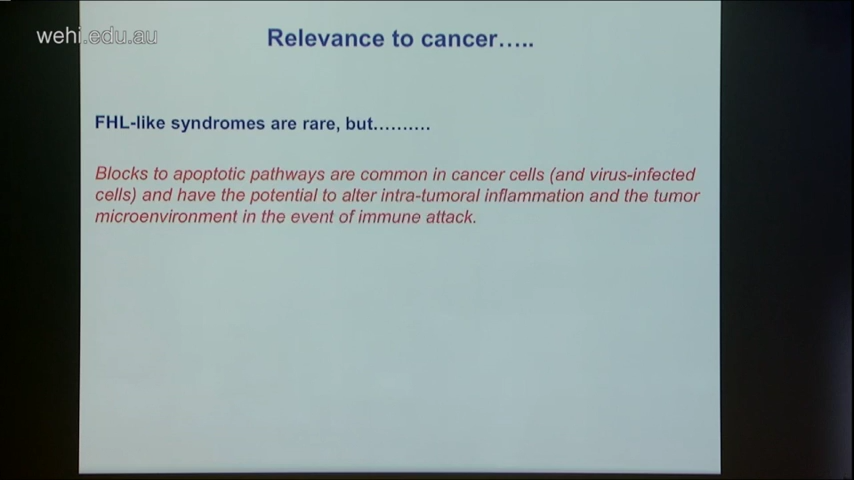 wehi.edu.au
Relevance to cancer.....
FHL-like syndromes are rare, but..........
Blocks to apoptotic pathways are common in cancer cells (and virus-infected
cells) and have the potential to alter intra-tumoral inflammation and the tumor
microenvironment in the event of immune attack.